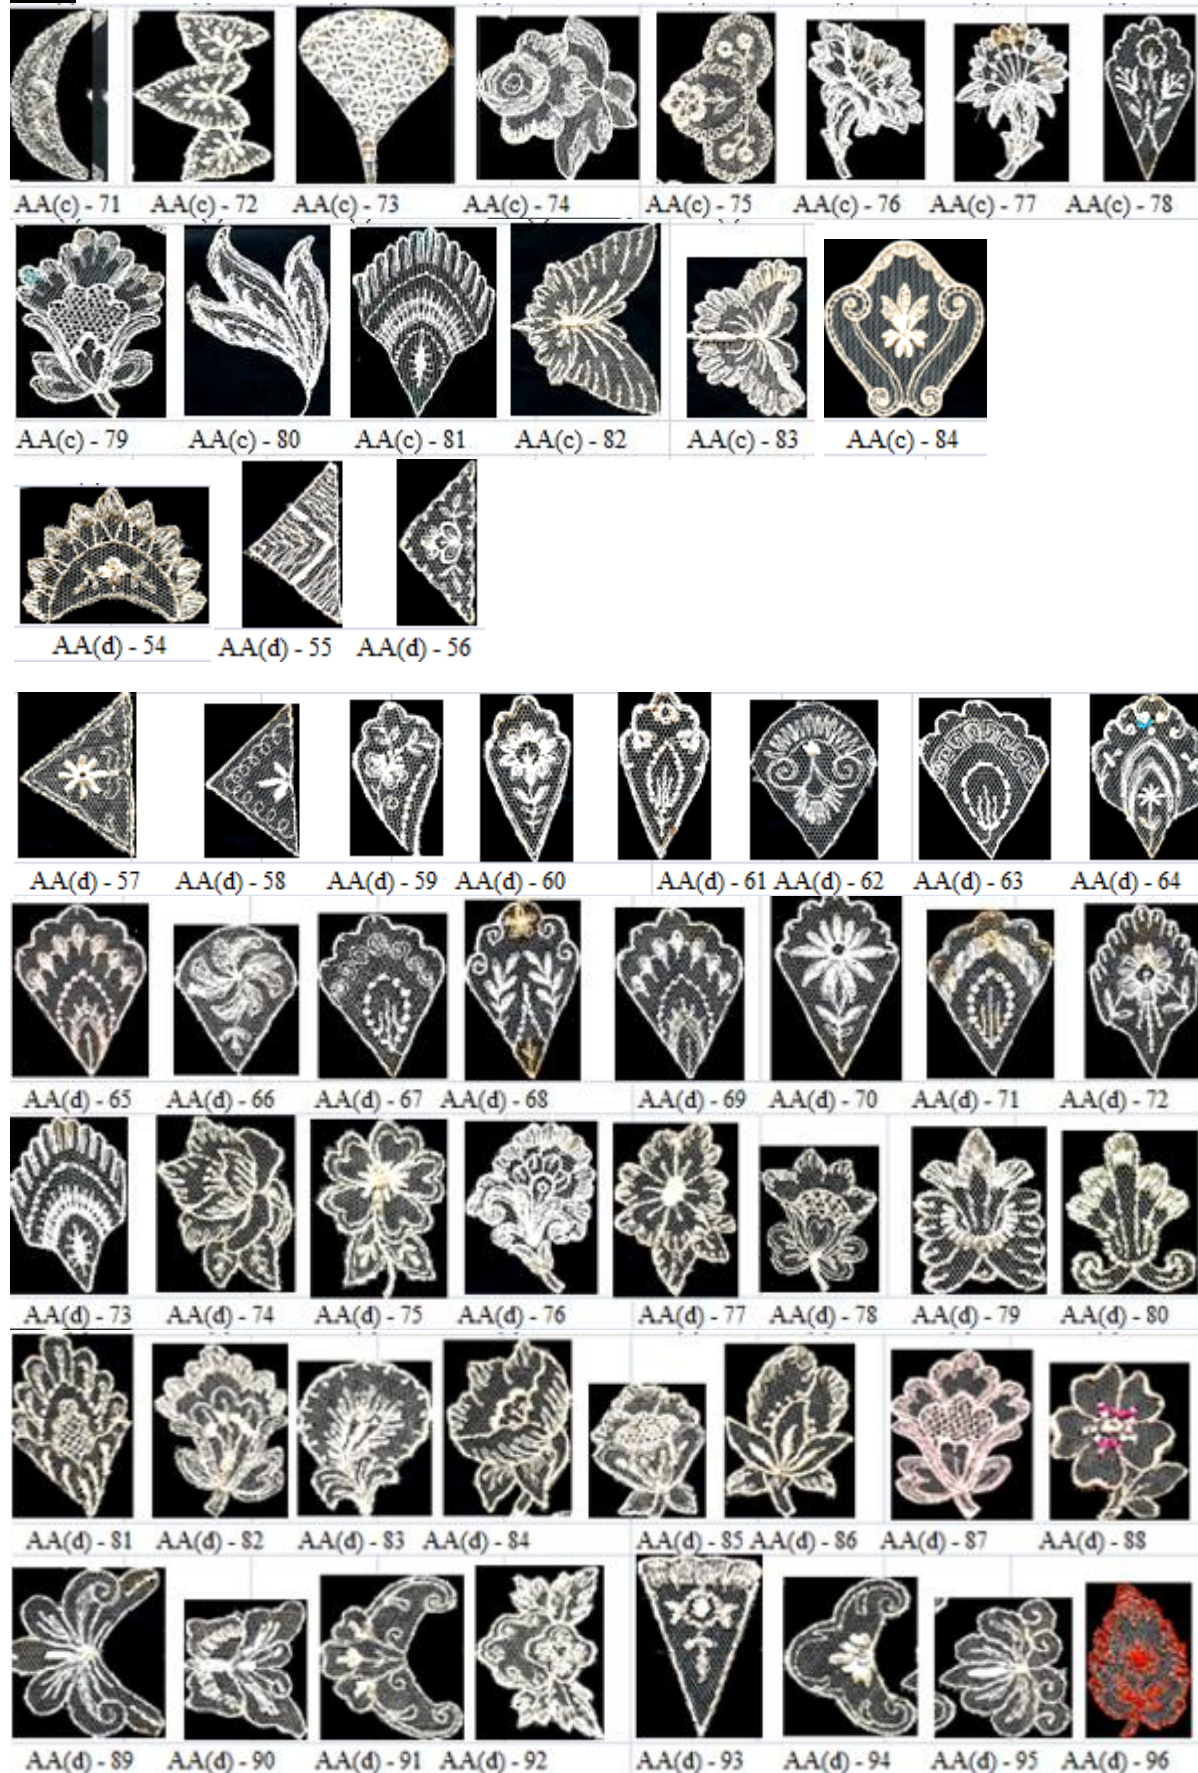 AA(c) - 71 AA(c) - 72 AA(c) - 73 AA(c) - 74 AA(c) - 75 AA(c) - 76 AA(c) - 77 AA(c) - 78
AA(c) - 79 AA(c) - 80 AA(c) - 81 AA(c) - 82 AA(c) - 83 AA(c) - 84
AA(d) - 54 AA(d) - 55 AA(d) - 56
AA(d) - 57 AA(d) - 58 AA(d) - 59 AA(d) - 60 AA(d) - 61 AA(d) - 62 AA(d) - 63 AA(d) - 64
AA(d) - 65 AA(d) - 66 AA(d) - 67 AA(d) - 68 AA(d) - 69 AA(d) - 70 AA(d) - 71 AA(d) - 72
AA(d) - 73 AA(d) - 74 AA(d) - 75 AA(d) - 76 AA(d) - 77 AA(d) - 78 AA(d) - 79 AA(d) - 80
AA(d) - 81 AA(d) - 82 AA(d) - 83 AA(d) - 84 AA(d) - 85 AA(d) - 86 AA(d) - 87 AA(d) - 88
AA(d) - 89 AA(d) - 90 AA(d) - 91 AA(d) - 92 AA(d) - 93 AA(d) - 94 AA(d) - 95 AA(d) - 96